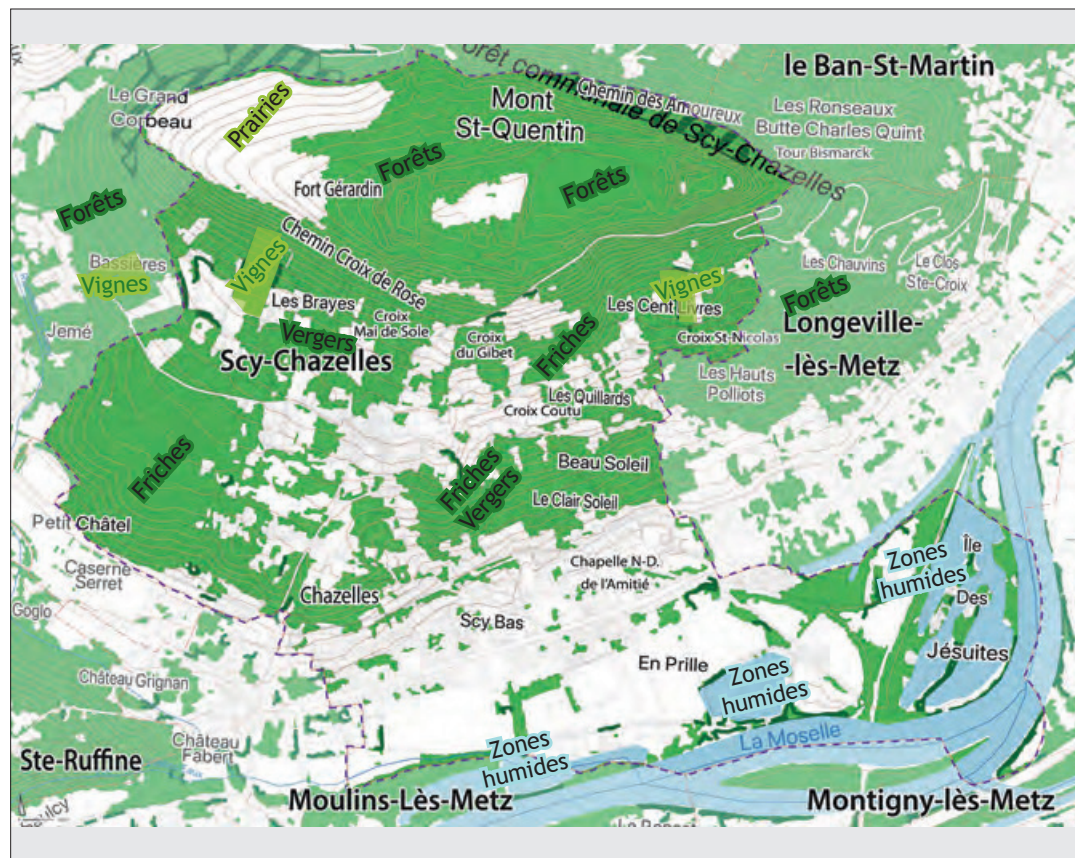 le Ban-St-Martin
Le Grand
Corbeau
Prairies
Forêt communale de Scy-Chazelles
Chemin des Amoureux
Mont
St-Quentin
Les Ronseaux
Butte Charles Quint
Tour Bismarck
Forêts
Forêts
Forêts
Fort Gérardin
Chemin Croix de Rose
Bassières
Vignes
Vignes
Les Brayes
Vignes
Les Cent Livres
Les Chauvins
Le Clos
Ste-Croix
Forêts
Jemé
Vergers
Croix
Mai de Sole
Croix
du Gibet
Friches
Croix St-Nicolas
Longeville-
-lès-Metz
Scy-Chazelles
Les Hauts
Polliots
Les Quillards
Croix Coutu
Friches
Friches
Vergers
Beau Soleil
Le Clair Soleil
Petit Châtel
Caserne
Serret
Goglo
Chazelles
Chapelle N-D.
de l'Amitié
Scy Bas
Zones
humides
Île
Des
Jésuites
En Prille
Zones
humides
Château Grignan
Château
Fabert
Ste-Ruffine
Zones
humides
La Moselle
Moulins-Lès-Metz
Montigny-lès-Metz